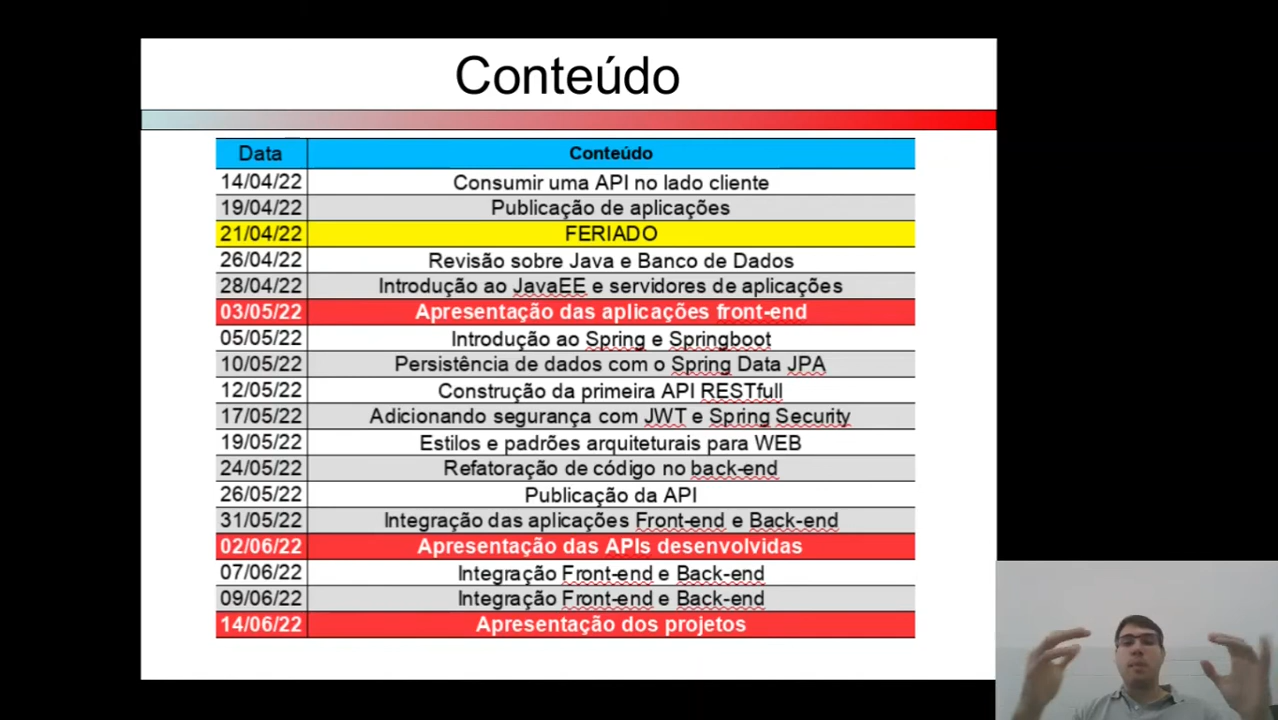 Conteúdo
Data Conteúdo
14/04/22 Consumir uma API no lado cliente
19/04/22 Publicação de aplicações
21/04/22 FERIADO
26/04/22 Revisão sobre Java e Banco de Dados
28/04/22 Introdução ao JavaEE e servidores de aplicações
03/05/22 Apresentação das aplicações front-end
05/05/22 Introdução ao Spring e Springboot
10/05/22 Persistência de dados com o Spring Data JPA
12/05/22 Construção da primeira API RESTfull
17/05/22 Adicionando segurança com JWT e Spring Security
19/05/22 Estilos e padrões arquiteturais para WEB
24/05/22 Refatoração de código no back-end
26/05/22 Publicação da API
31/05/22 Integração das aplicações Front-end e Back-end
02/06/22 Apresentação das APIs desenvolvidas
07/06/22 Integração Front-end e Back-end
09/06/22 Integração Front-end e Back-end
14/06/22 Apresentação dos projetos